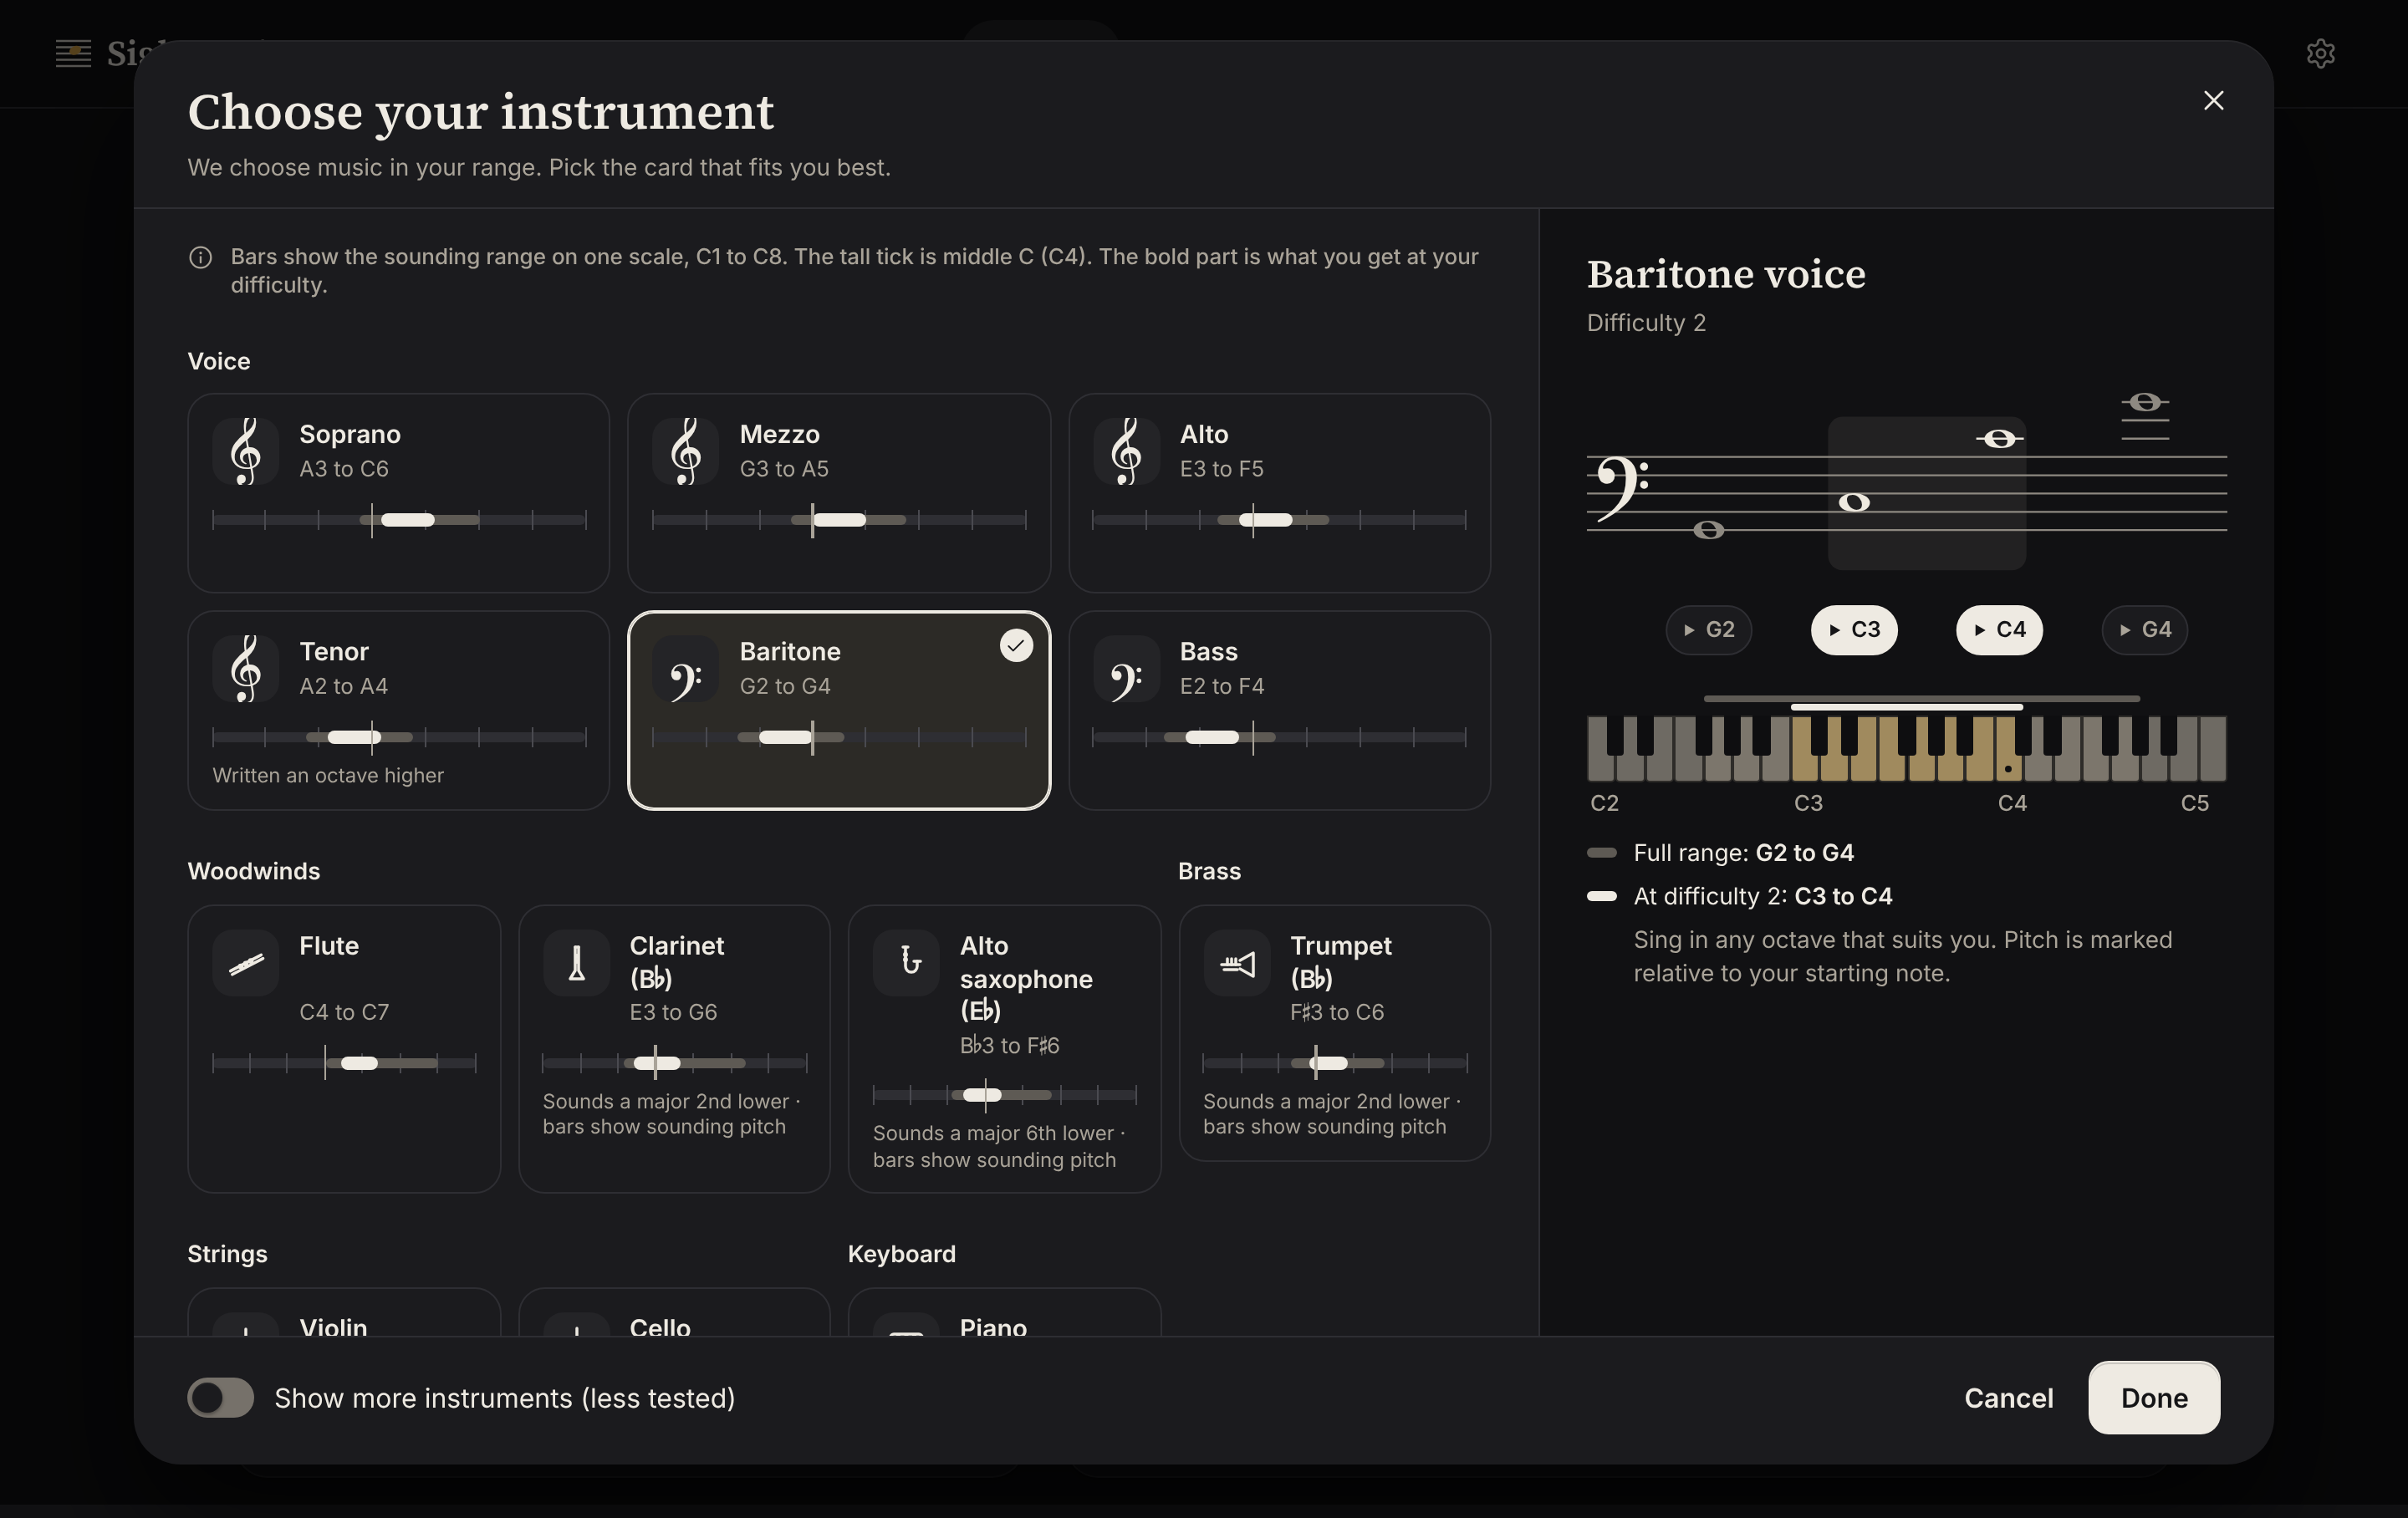 Choose your instrument
We choose music in your range. Pick the card that fits you best.
Bars show the sounding range on one scale, C1 to C8. The tall tick is middle C (C4). The bold part is what you get at your
difficulty.
Voice
Soprano
A3 to C6
Mezzo
G3 to A5
Alto
E3 to F5
Tenor
A2 to A4
Written an octave higher
Baritone
G2 to G4
Bass
E2 to F4
Woodwinds
Flute
C4 to C7
Clarinet
(B♭)
E3 to G6
Sounds a major 2nd lower ·
bars show sounding pitch
Alto
saxophone
(E♭)
B♭3 to F♯6
Sounds a major 6th lower ·
bars show sounding pitch
Brass
Trumpet
(B♭)
F♯3 to C6
Sounds a major 2nd lower ·
bars show sounding pitch
Strings
Violin
Cello
Keyboard
Piano
Baritone voice
Difficulty 2
G2
C3
C4
G4
C2
C3
C4
C5
Full range: G2 to G4
At difficulty 2: C3 to C4
Sing in any octave that suits you. Pitch is marked
relative to your starting note.
Show more instruments (less tested)
Cancel
Done